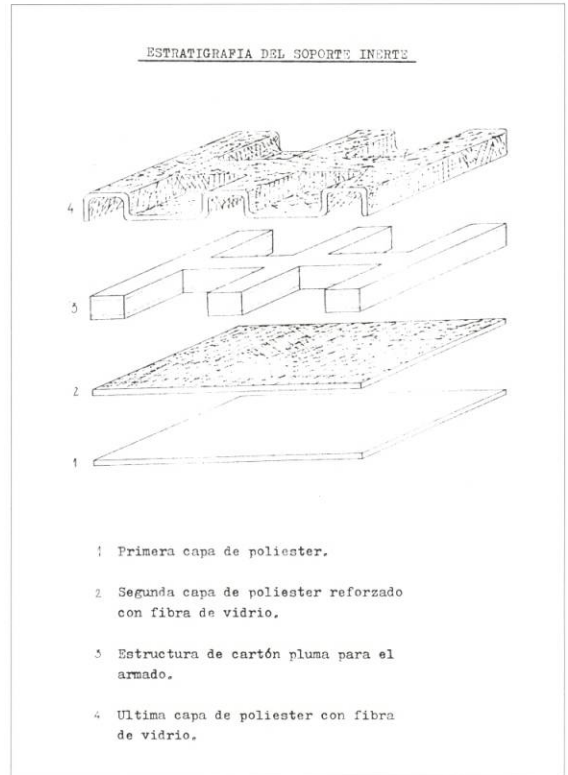 ESTRATIGRAFIA DEL SOPORTE INERTE
4
3
2
1
1 Primera capa de poliester.
2 Segunda capa de poliester reforzado
con fibra de vidrio.
3 Estructura de cartón pluma para el
armado.
4 Ultima capa de poliester con fibra
de vidrio.